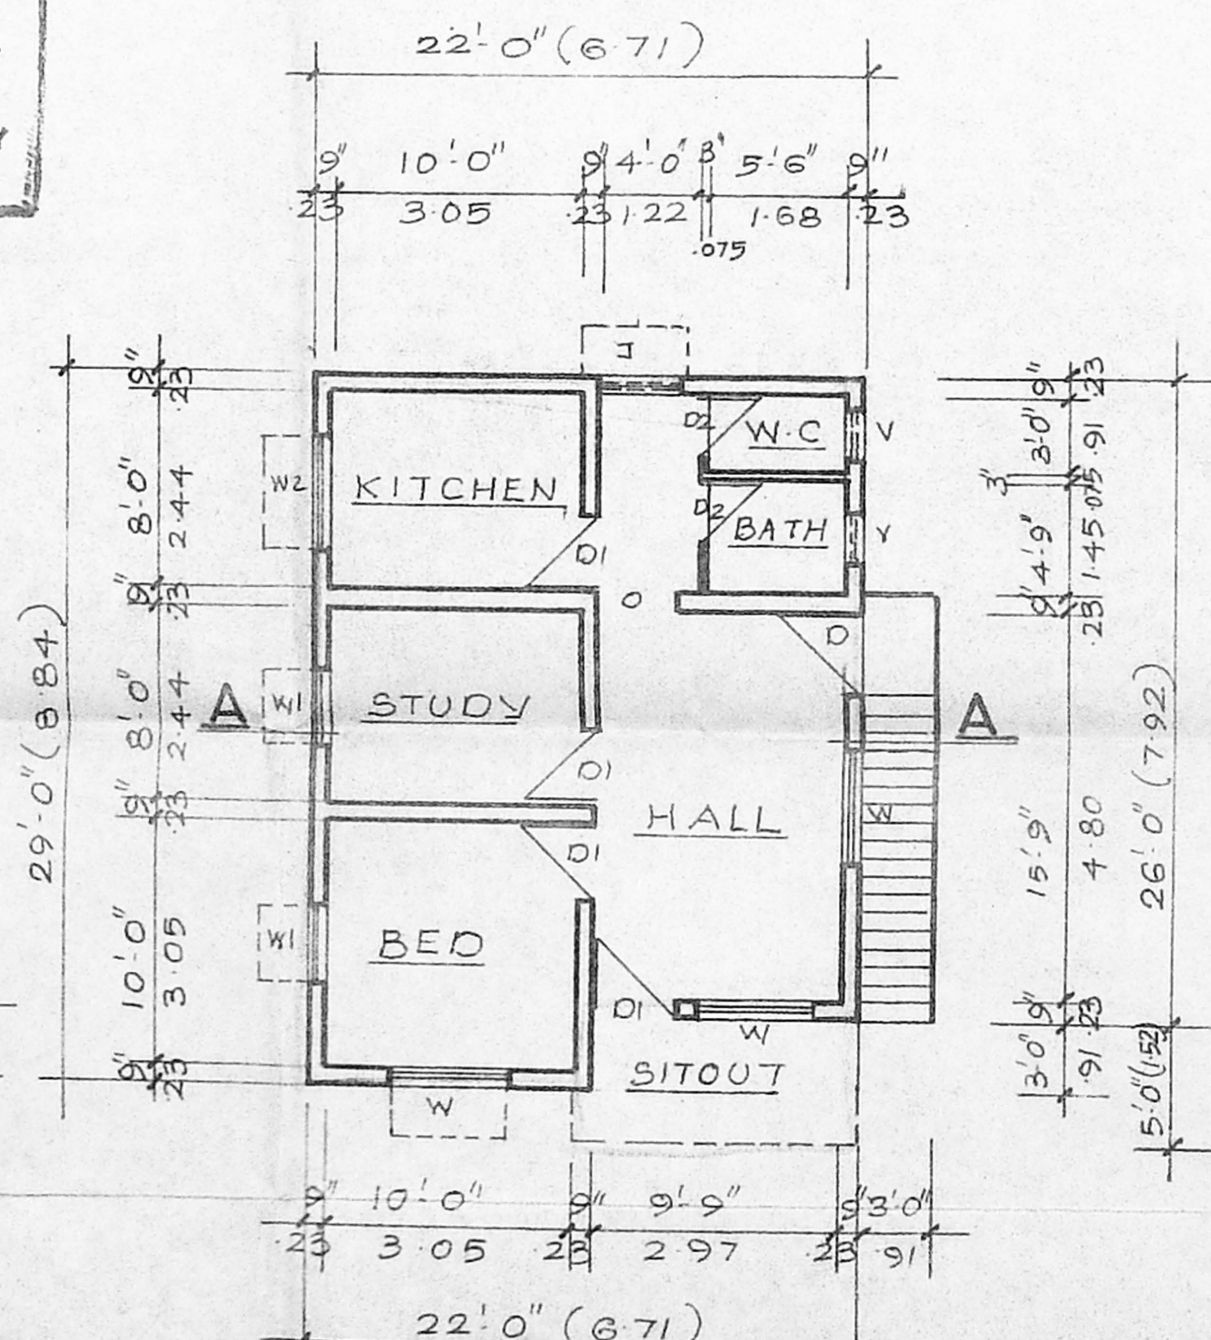 22'-0" (6.71)
9" 10'-0" 9" 4'-0" 3" 5'-6" 9"
.23 3.05 .23 1.22 1.68 .23
.075
J
9" .23
9" .23
D2 W.C V
3'-0" .91
W2 KITCHEN
8'-0" 2.44
3" .075
D2 BATH V
4'-9" 1.45
D1
9" .23
O
9" .23
D
29'-0" (8.84)
8'-0" 2.44
A W1 STUDY A
26'-0" (7.92)
D1
9" .23
HALL W
15'-9" 4.80
D1
10'-0" 3.05
W1 BED
D1 W
9" .23
3'-0" .91
5'-0" (1.52)
9" .23
SITOUT
W
9" 10'-0" 9" 9'-9" 9" 3'-0"
.23 3.05 .23 2.97 .23 .91
22'-0" (6.71)